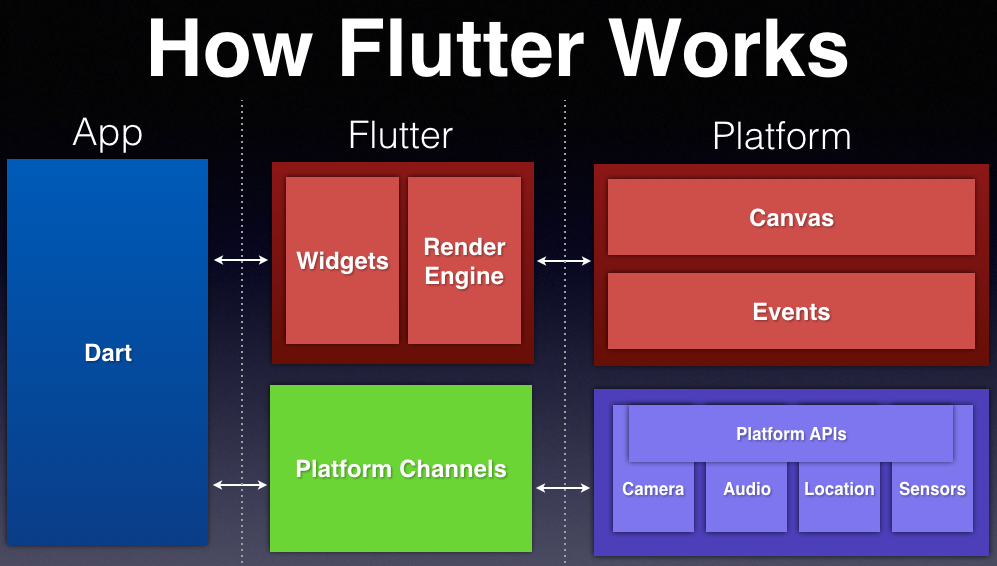 How Flutter Works
App
Flutter
Platform
Dart
Widgets
Render
Engine
Canvas
Events
Platform Channels
Platform APIs
Camera
Audio
Location
Sensors